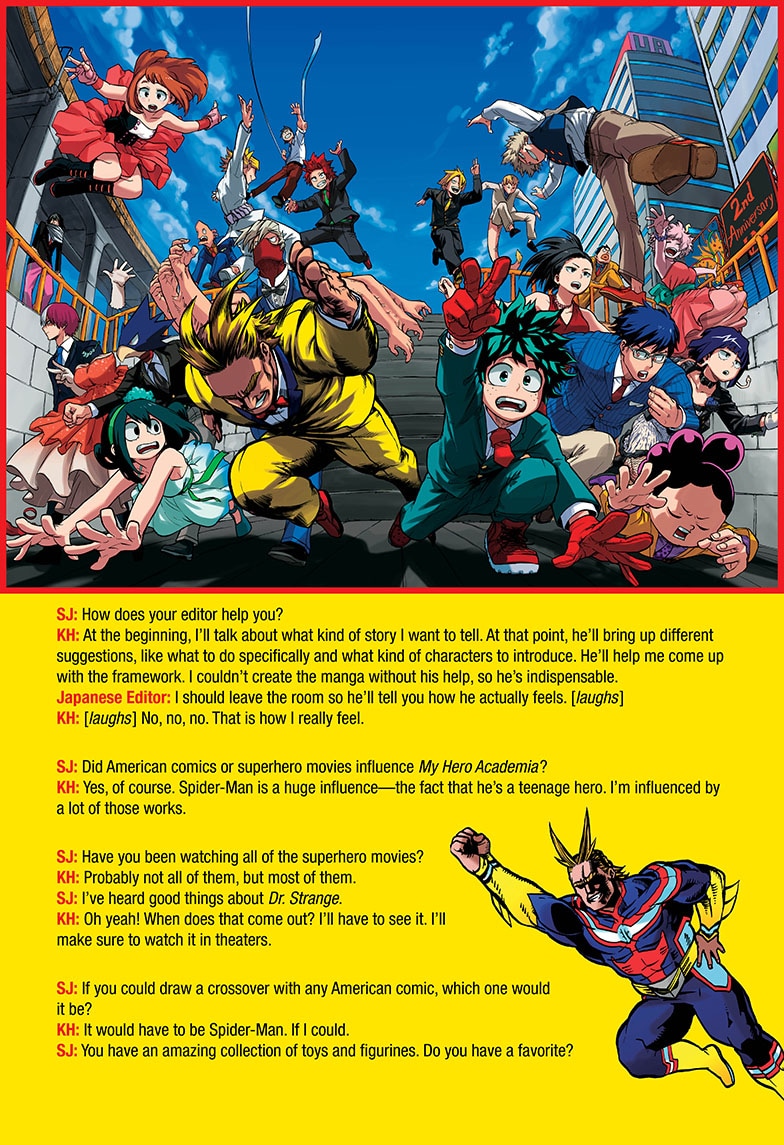 UA
2nd
Anniversary
SJ: How does your editor help you?
KH: At the beginning, I'll talk about what kind of story I want to tell. At that point, he'll bring up different
suggestions, like what to do specifically and what kind of characters to introduce. He'll help me come up
with the framework. I couldn't create the manga without his help, so he's indispensable.
Japanese Editor: I should leave the room so he'll tell you how he actually feels. [laughs]
KH: [laughs] No, no, no. That is how I really feel.
SJ: Did American comics or superhero movies influence My Hero Academia?
KH: Yes, of course. Spider-Man is a huge influence—the fact that he's a teenage hero. I'm influenced by
a lot of those works.
SJ: Have you been watching all of the superhero movies?
KH: Probably not all of them, but most of them.
SJ: I've heard good things about Dr. Strange.
KH: Oh yeah! When does that come out? I'll have to see it. I'll
make sure to watch it in theaters.
SJ: If you could draw a crossover with any American comic, which one would
it be?
KH: It would have to be Spider-Man. If I could.
SJ: You have an amazing collection of toys and figurines. Do you have a favorite?